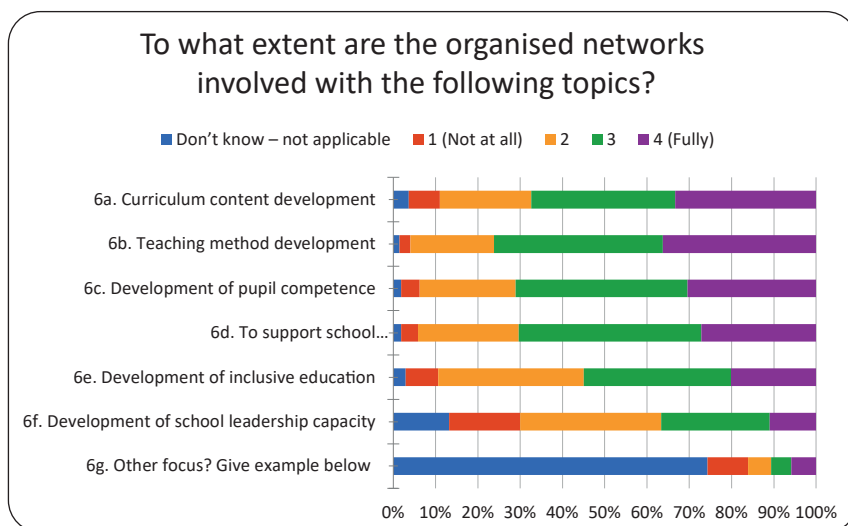 To what extent are the organised networks
involved with the following topics?
Don’t know – not applicable 1 (Not at all) 2 3 4 (Fully)
6a. Curriculum content development
6b. Teaching method development
6c. Development of pupil competence
6d. To support school…
6e. Development of inclusive education
6f. Development of school leadership capacity
6g. Other focus? Give example below
0% 10% 20% 30% 40% 50% 60% 70% 80% 90% 100%